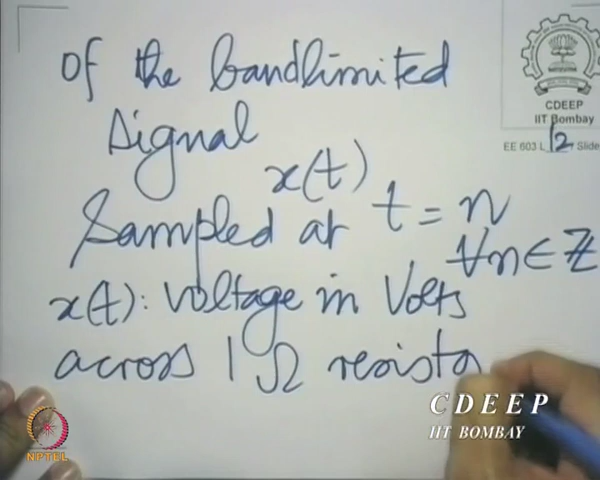 Of the bandlimited
signal
x(t)
Sampled at t = n
∀n ∈ ℤ
x(t): Voltage in Volts
across 1 Ω resisto
CDEEP
IIT Bombay
EE 603 L 12 Slide
CDEEP
IIT BOMBAY
NPTEL